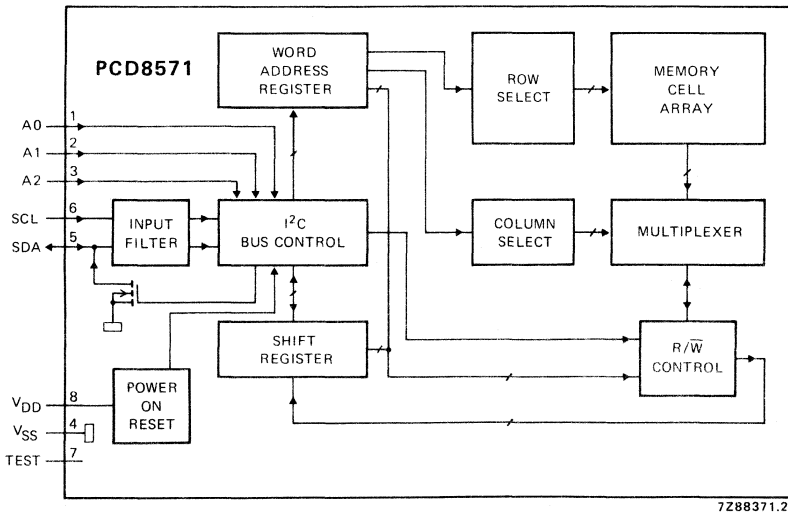 PCD8571
WORD
ADDRESS
REGISTER
ROW
SELECT
MEMORY
CELL
ARRAY
A0 1
A1 2
A2 3
SCL 6
SDA 5
INPUT
FILTER
I²C
BUS CONTROL
COLUMN
SELECT
MULTIPLEXER
SHIFT
REGISTER
R/W̅
CONTROL
POWER
ON
RESET
VDD 8
VSS 4
TEST 7
7Z88371.2